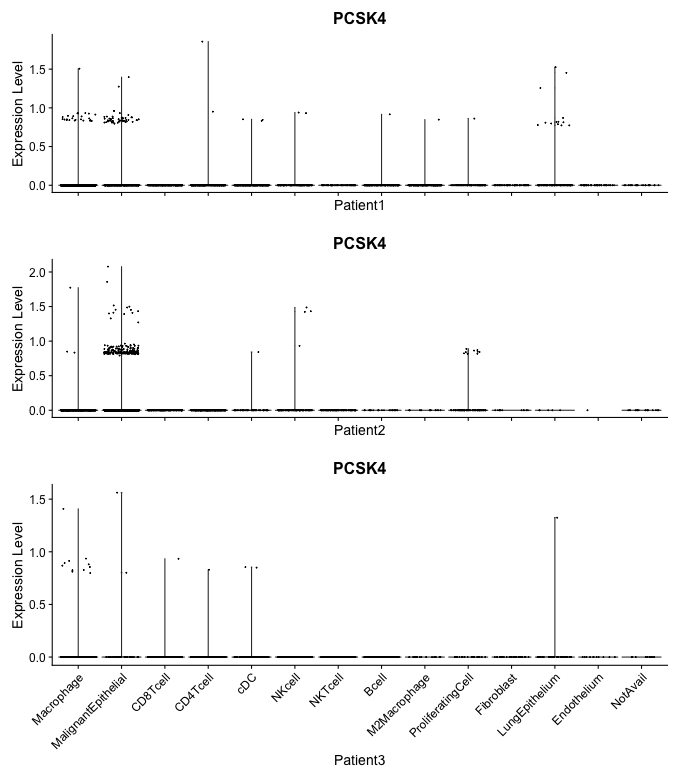 PCSK4
Expression Level
1.5
1.0
0.5
0.0
Patient1
PCSK4
Expression Level
2.0
1.5
1.0
0.5
0.0
Patient2
PCSK4
Expression Level
1.5
1.0
0.5
0.0
Macrophage
MalignantEpithelial
CD8Tcell
CD4Tcell
cDC
NKcell
NKTcell
Bcell
M2Macrophage
ProliferatingCell
Fibroblast
LungEpithelium
Endothelium
NotAvail
Patient3